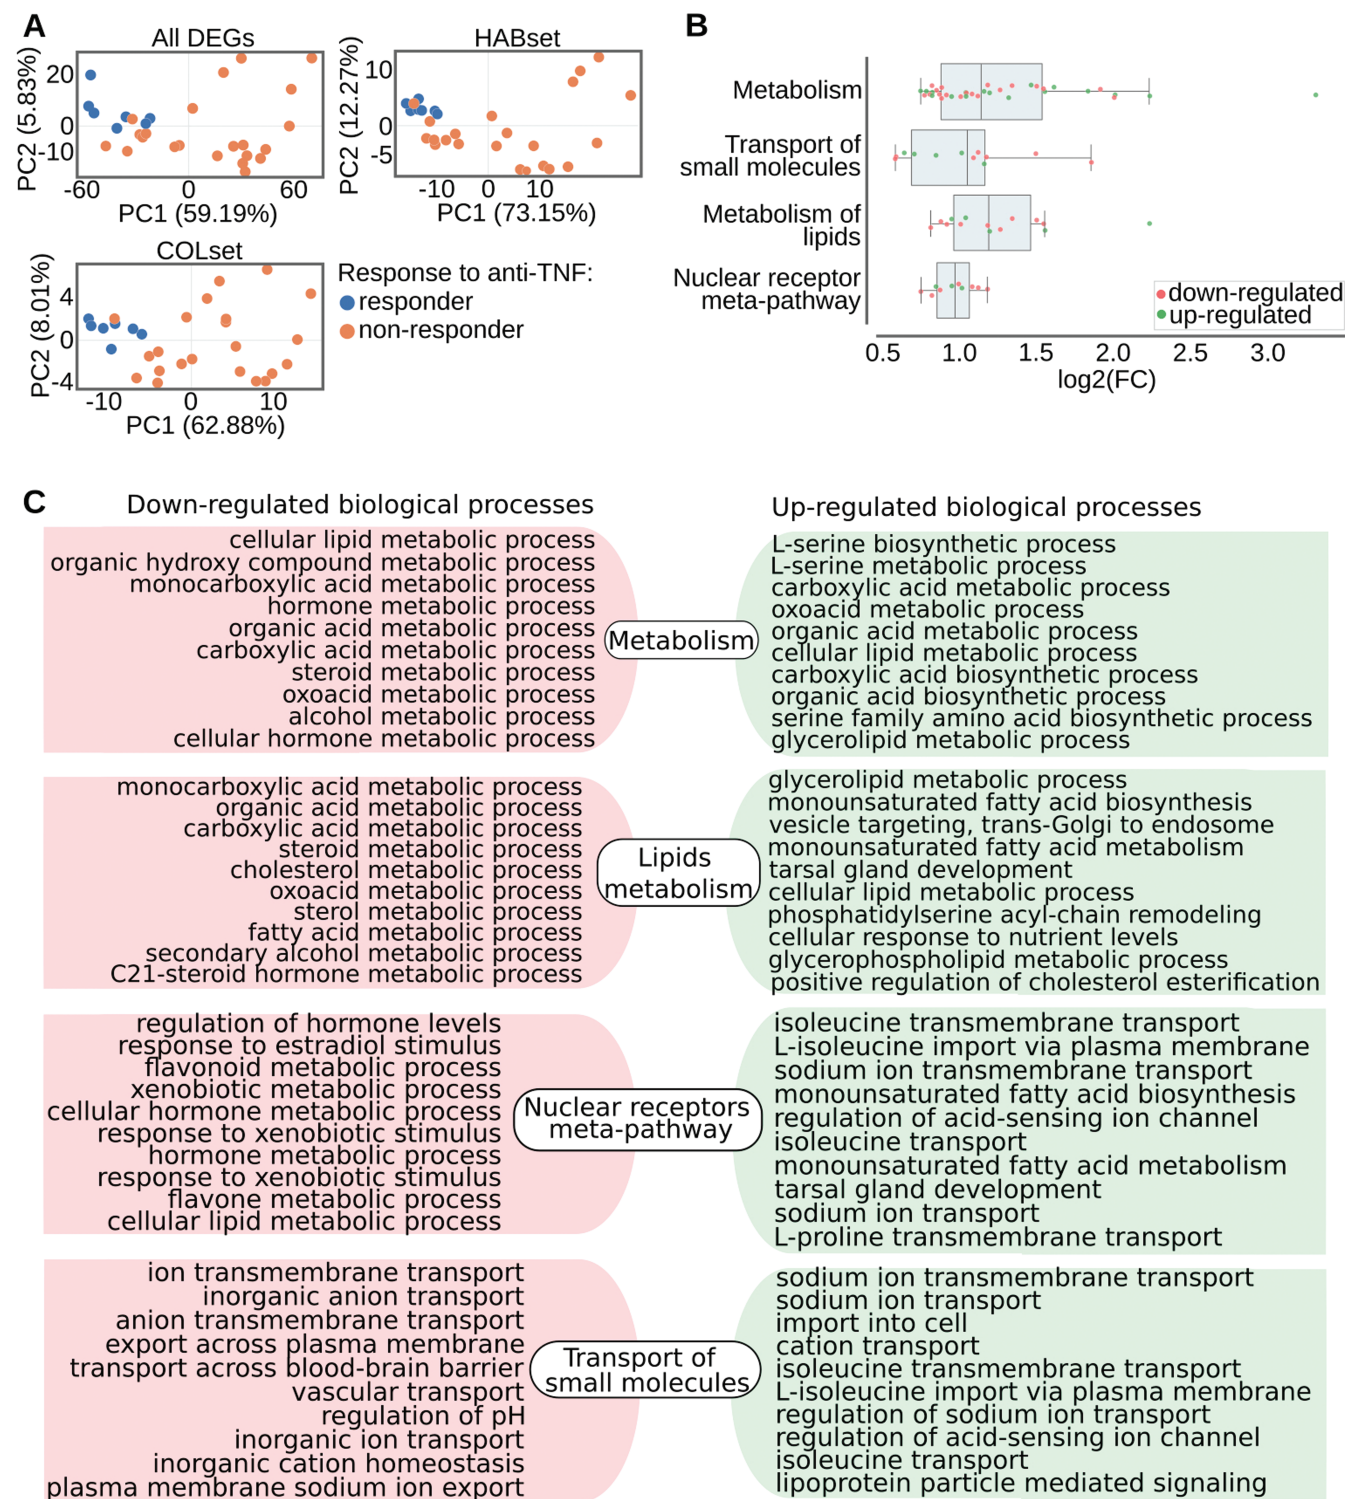 A
All DEGs
PC2 (5.83%)
20
0
-10
-60
0
60
PC1 (59.19%)
HABset
PC2 (12.27%)
10
0
-5
-10
0
10
PC1 (73.15%)
COLset
PC2 (8.01%)
4
0
-4
-10
0
10
PC1 (62.88%)
Response to anti-TNF:
responder
non-responder
B
Metabolism
Transport of
small molecules
Metabolism of
lipids
Nuclear receptor
meta-pathway
down-regulated
up-regulated
0.5
1.0
1.5
2.0
2.5
3.0
log2(FC)
C
Down-regulated biological processes
cellular lipid metabolic process
organic hydroxy compound metabolic process
monocarboxylic acid metabolic process
hormone metabolic process
organic acid metabolic process
carboxylic acid metabolic process
steroid metabolic process
oxoacid metabolic process
alcohol metabolic process
cellular hormone metabolic process
Metabolism
Up-regulated biological processes
L-serine biosynthetic process
L-serine metabolic process
carboxylic acid metabolic process
oxoacid metabolic process
organic acid metabolic process
cellular lipid metabolic process
carboxylic acid biosynthetic process
organic acid biosynthetic process
serine family amino acid biosynthetic process
glycerolipid metabolic process
monocarboxylic acid metabolic process
organic acid metabolic process
carboxylic acid metabolic process
steroid metabolic process
cholesterol metabolic process
oxoacid metabolic process
sterol metabolic process
fatty acid metabolic process
secondary alcohol metabolic process
C21-steroid hormone metabolic process
Lipids
metabolism
glycerolipid metabolic process
monounsaturated fatty acid biosynthesis
vesicle targeting, trans-Golgi to endosome
monounsaturated fatty acid metabolism
tarsal gland development
cellular lipid metabolic process
phosphatidylserine acyl-chain remodeling
cellular response to nutrient levels
glycerophospholipid metabolic process
positive regulation of cholesterol esterification
regulation of hormone levels
response to estradiol stimulus
flavonoid metabolic process
xenobiotic metabolic process
cellular hormone metabolic process
response to xenobiotic stimulus
hormone metabolic process
response to xenobiotic stimulus
flavone metabolic process
cellular lipid metabolic process
Nuclear receptors
meta-pathway
isoleucine transmembrane transport
L-isoleucine import via plasma membrane
sodium ion transmembrane transport
monounsaturated fatty acid biosynthesis
regulation of acid-sensing ion channel
isoleucine transport
monounsaturated fatty acid metabolism
tarsal gland development
sodium ion transport
L-proline transmembrane transport
ion transmembrane transport
inorganic anion transport
anion transmembrane transport
export across plasma membrane
transport across blood-brain barrier
vascular transport
regulation of pH
inorganic ion transport
inorganic cation homeostasis
plasma membrane sodium ion export
Transport of
small molecules
sodium ion transmembrane transport
sodium ion transport
import into cell
cation transport
isoleucine transmembrane transport
L-isoleucine import via plasma membrane
regulation of sodium ion transport
regulation of acid-sensing ion channel
isoleucine transport
lipoprotein particle mediated signaling